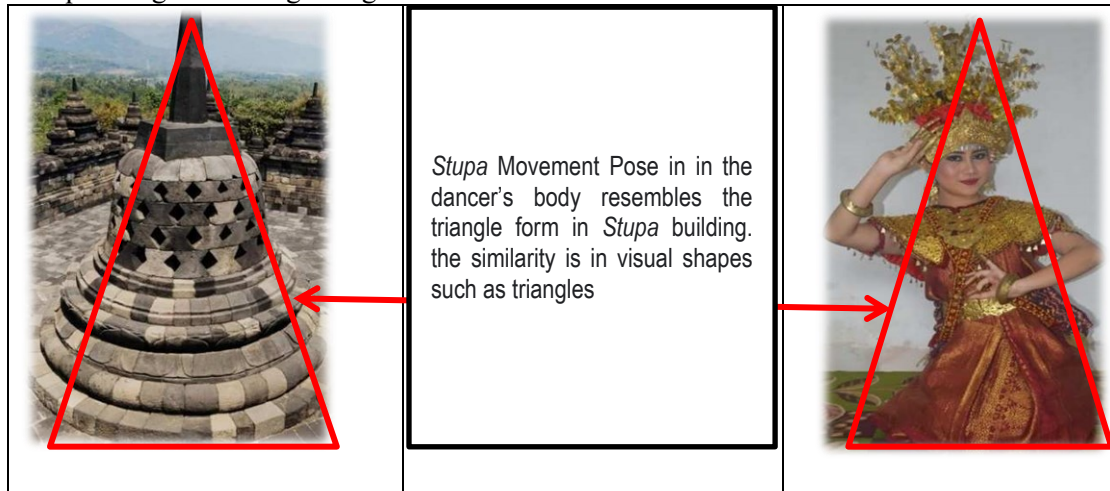 Stupa Movement Pose in in the
dancer’s body resembles the
triangle form in Stupa building.
the similarity is in visual shapes
such as triangles